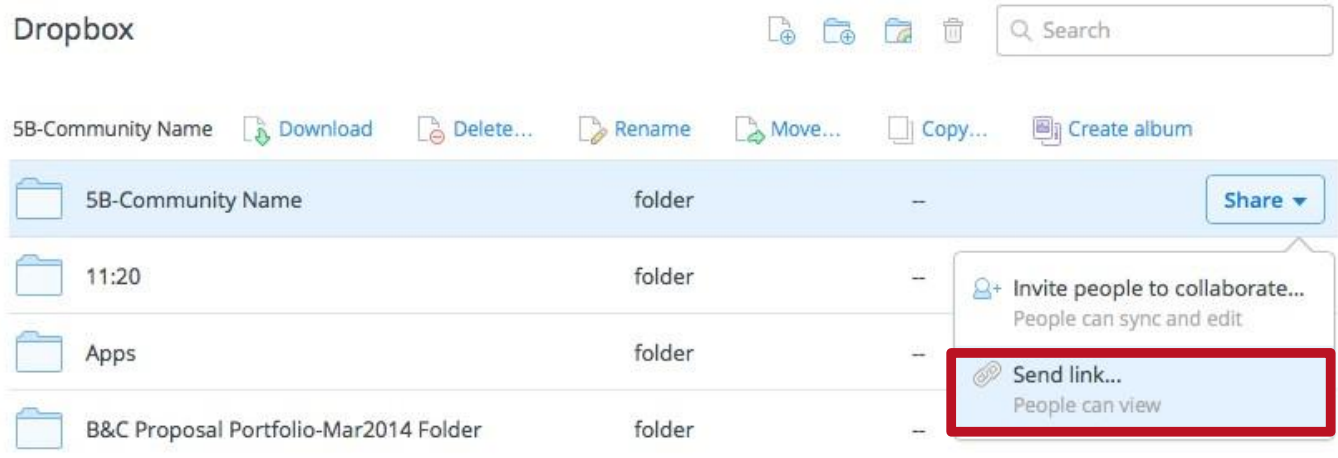 Dropbox
Search
5B-Community Name Download Delete... Rename Move... Copy... Create album
5B-Community Name folder -- Share
11:20 folder --
Invite people to collaborate...
People can sync and edit
Apps folder --
Send link...
People can view
B&C Proposal Portfolio-Mar2014 Folder folder --